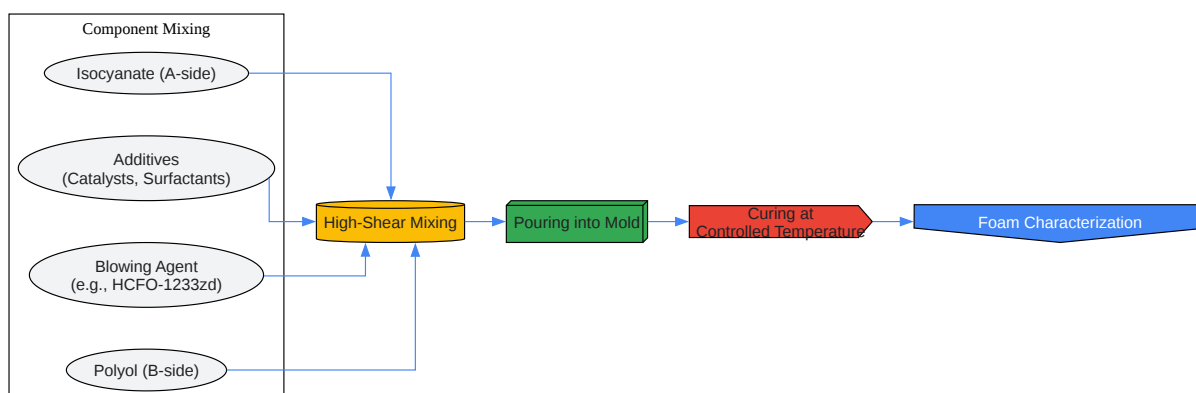 Component Mixing
Isocyanate (A-side)
Additives
(Catalysts, Surfactants)
Blowing Agent
(e.g., HCFO-1233zd)
Polyol (B-side)
High-Shear Mixing
Pouring into Mold
Curing at
Controlled Temperature
Foam Characterization